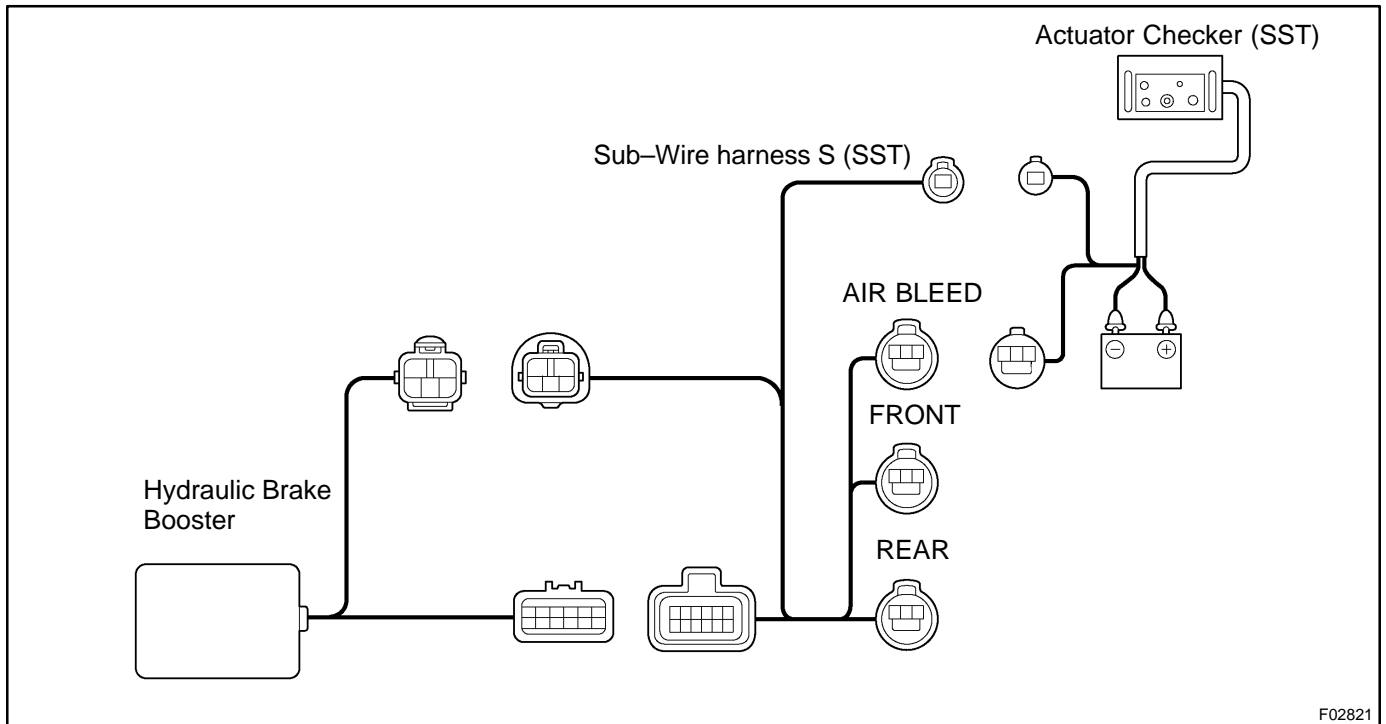 Actuator Checker (SST)
Sub–Wire harness S (SST)
AIR BLEED
FRONT
Hydraulic Brake
Booster
REAR
F02821